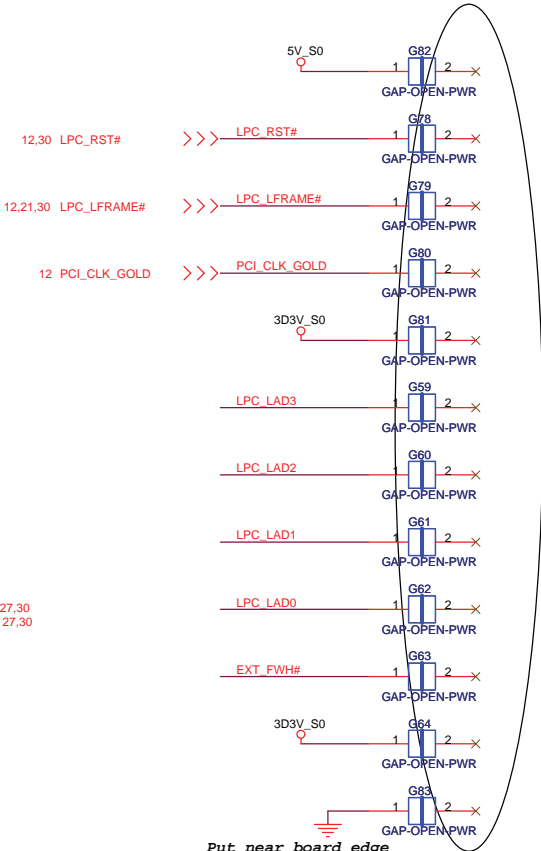 5V_S0
G82
1 2
GAP-OPEN-PWR
G78
12,30 LPC_RST# LPC_RST# 1 2
GAP-OPEN-PWR
G79
12,21,30 LPC_LFRAME# LPC_LFRAME# 1 2
GAP-OPEN-PWR
G80
12 PCI_CLK_GOLD PCI_CLK_GOLD 1 2
GAP-OPEN-PWR
3D3V_S0
G81
1 2
GAP-OPEN-PWR
G59
LPC_LAD3 1 2
GAP-OPEN-PWR
G60
LPC_LAD2 1 2
GAP-OPEN-PWR
G61
LPC_LAD1 1 2
GAP-OPEN-PWR
G62
27,30 LPC_LAD0 1 2
27,30
GAP-OPEN-PWR
G63
EXT_FWH# 1 2
GAP-OPEN-PWR
3D3V_S0
G64
1 2
GAP-OPEN-PWR
G83
1 2
GAP-OPEN-PWR
Put near board edge